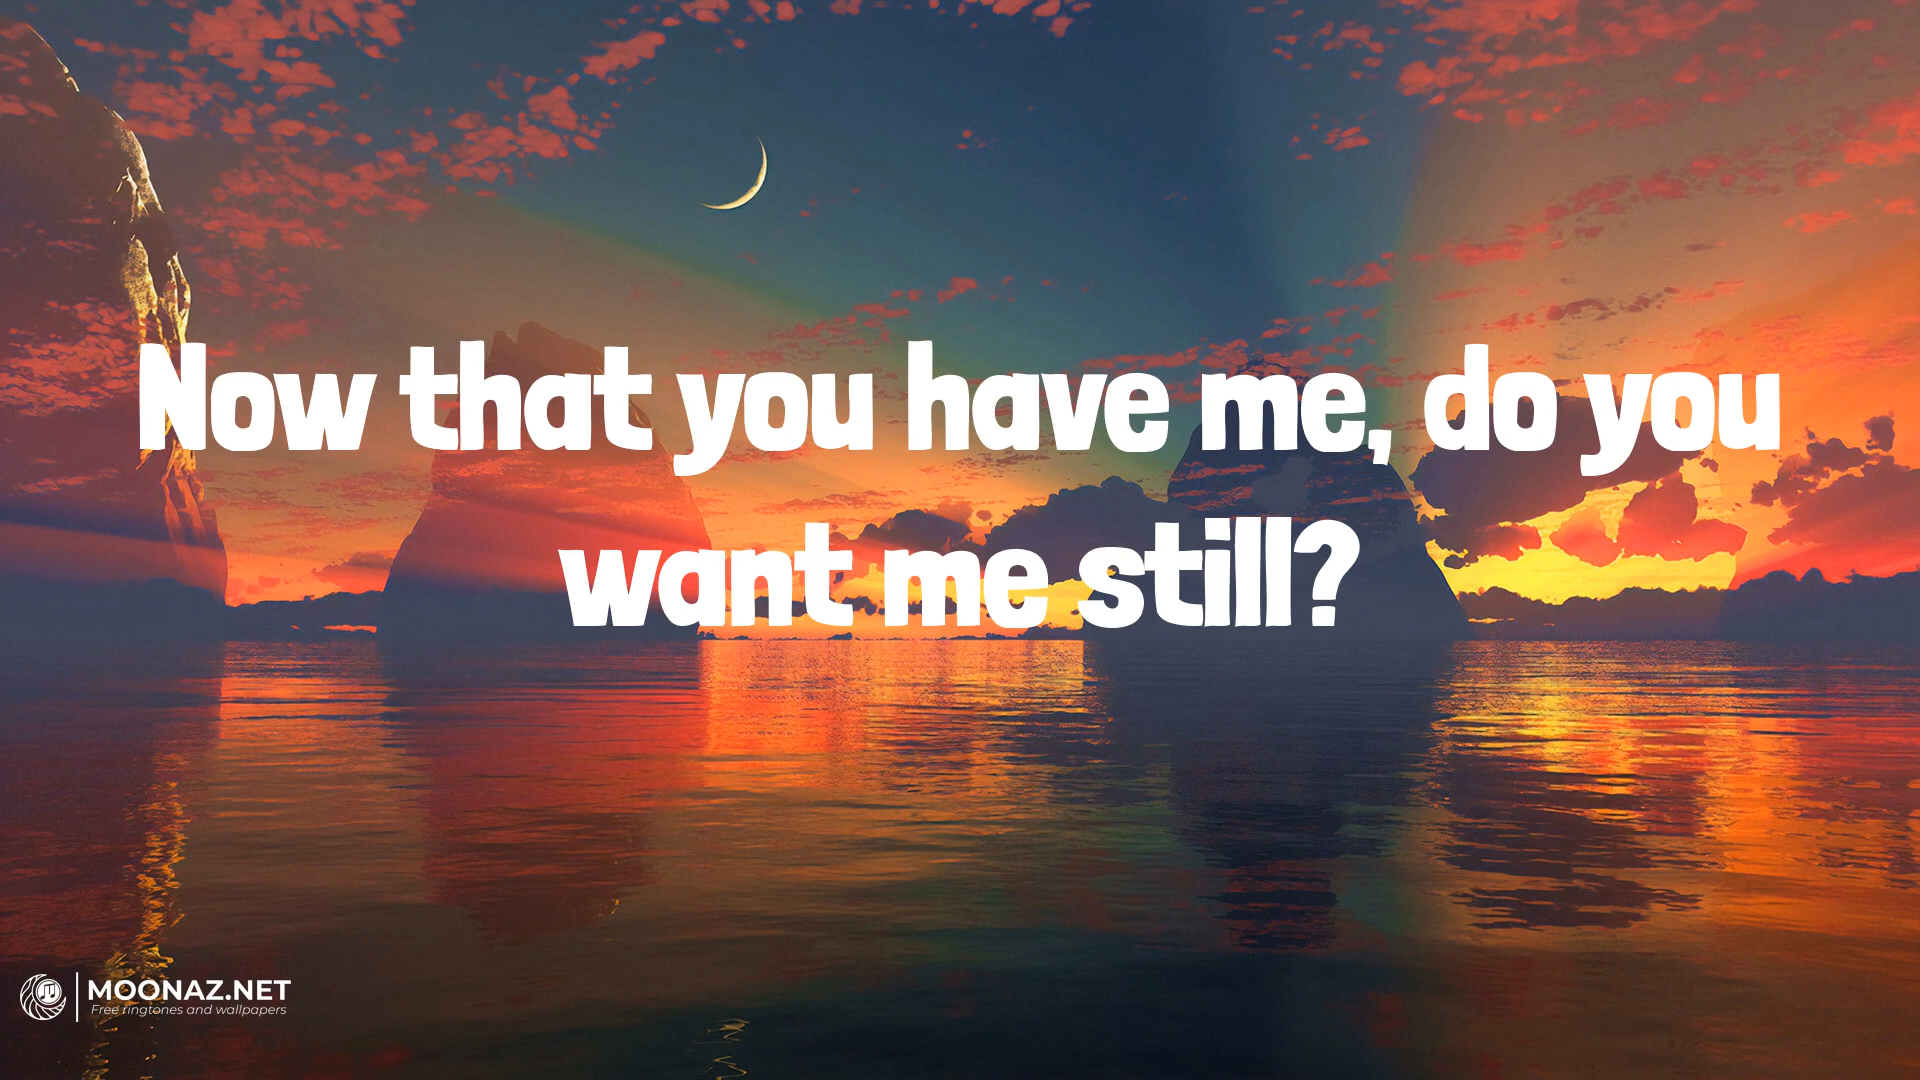 Now that you have me, do you
want me still?
MOONAZ.NET
Free ringtones and wallpapers